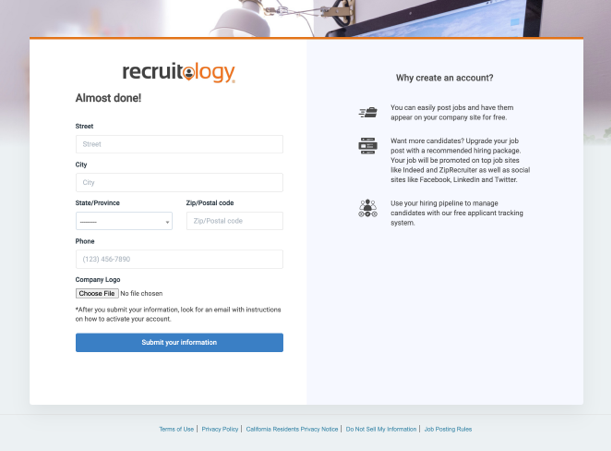 recruitology
Almost done!
Street
Street
City
City
State/Province
Zip/Postal code
---------
Zip/Postal code
Phone
(123) 456-7890
Company Logo
Choose File No file chosen
*After you submit your information, look for an email with instructions
on how to activate your account.
Submit your information
Why create an account?
You can easily post jobs and have them
appear on your company site for free.
Want more candidates? Upgrade your job
post with a recommended hiring package.
Your job will be promoted on top job sites
like Indeed and ZipRecruiter as well as social
sites like Facebook, LinkedIn and Twitter.
Use your hiring pipeline to manage
candidates with our free applicant tracking
system.
Terms of Use | Privacy Policy | California Residents Privacy Notice | Do Not Sell My Information | Job Posting Rules